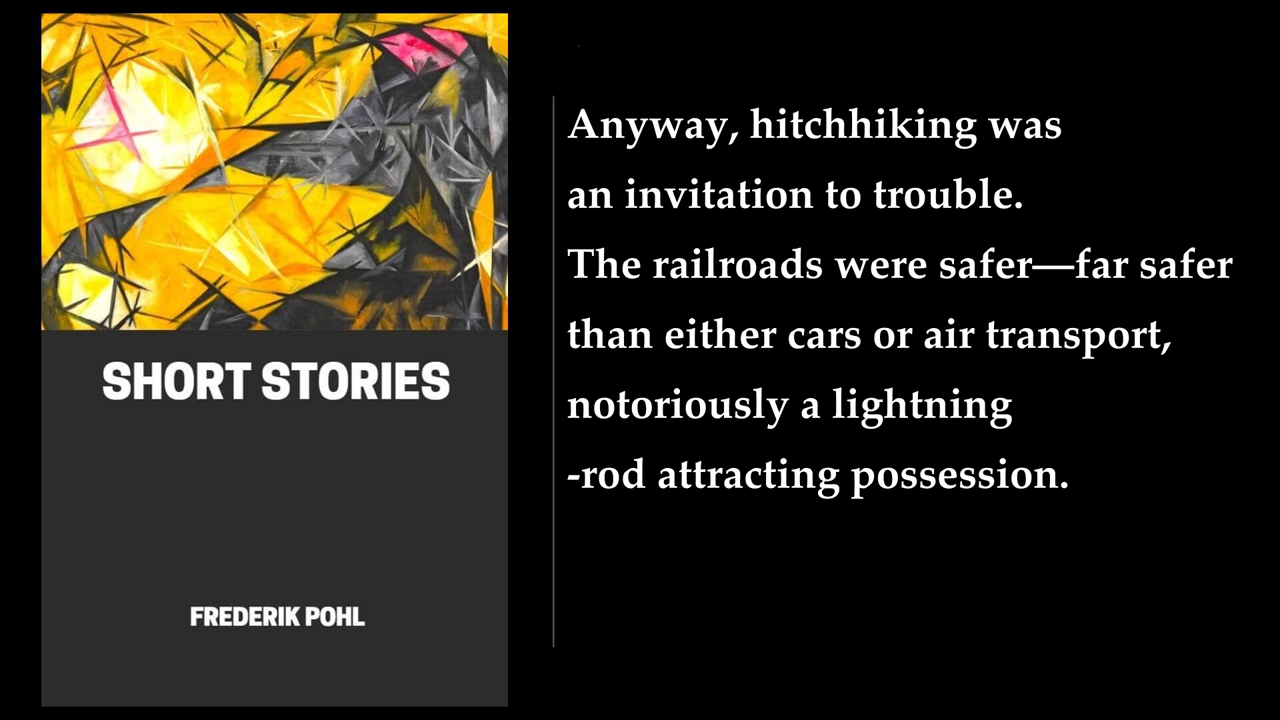 SHORT STORIES
FREDERIK POHL
Anyway, hitchhiking was
an invitation to trouble.
The railroads were safer—far safer
than either cars or air transport,
notoriously a lightning
-rod attracting possession.